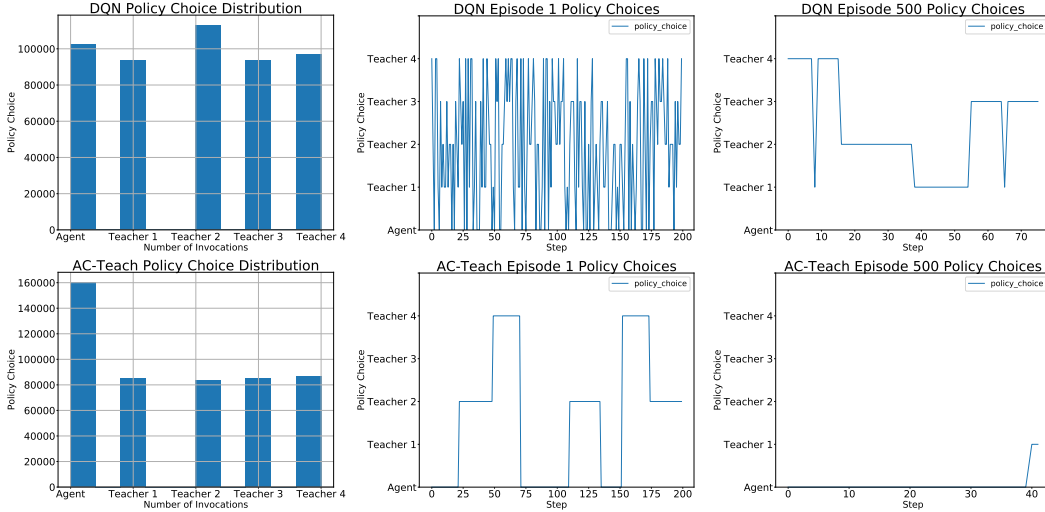 DQN Policy Choice Distribution
Policy Choice
100000
80000
60000
40000
20000
0
Agent Teacher 1 Teacher 2 Teacher 3 Teacher 4
Number of Invocations
DQN Episode 1 Policy Choices
policy_choice
Policy Choice
Teacher 4
Teacher 3
Teacher 2
Teacher 1
Agent
0 25 50 75 100 125 150 175 200
Step
DQN Episode 500 Policy Choices
policy_choice
Policy Choice
Teacher 4
Teacher 3
Teacher 2
Teacher 1
Agent
0 10 20 30 40 50 60 70
Step
AC-Teach Policy Choice Distribution
Policy Choice
160000
140000
120000
100000
80000
60000
40000
20000
0
Agent Teacher 1 Teacher 2 Teacher 3 Teacher 4
Number of Invocations
AC-Teach Episode 1 Policy Choices
policy_choice
Policy Choice
Teacher 4
Teacher 3
Teacher 2
Teacher 1
Agent
0 25 50 75 100 125 150 175 200
Step
AC-Teach Episode 500 Policy Choices
policy_choice
Policy Choice
Teacher 4
Teacher 3
Teacher 2
Teacher 1
Agent
0 10 20 30 40
Step